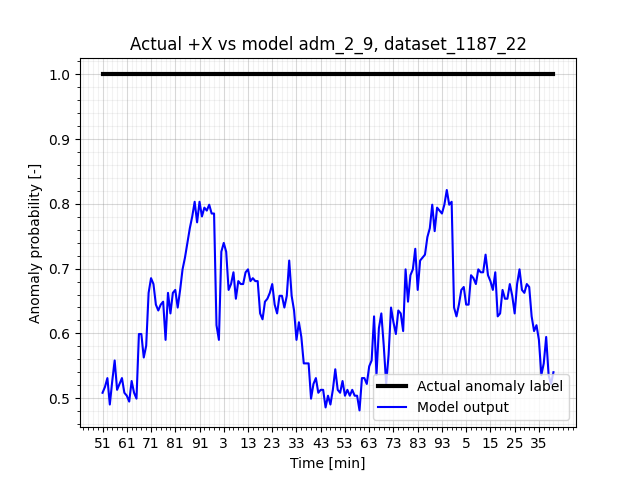 Actual +X vs model adm_2_9, dataset_1187_22
Anomaly probability [-]
1.0
0.9
0.8
0.7
0.6
0.5
Actual anomaly label
Model output
51 61 71 81 91 3 13 23 33 43 53 63 73 83 93 5 15 25 35
Time [min]